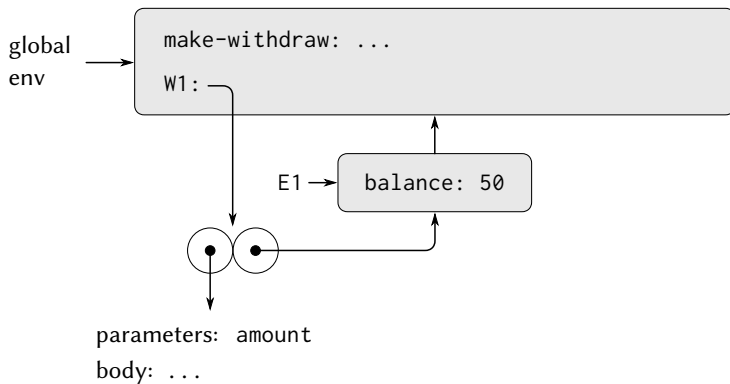 global
env
make-withdraw: ...
W1:
E1
balance: 50
parameters: amount
body: ...